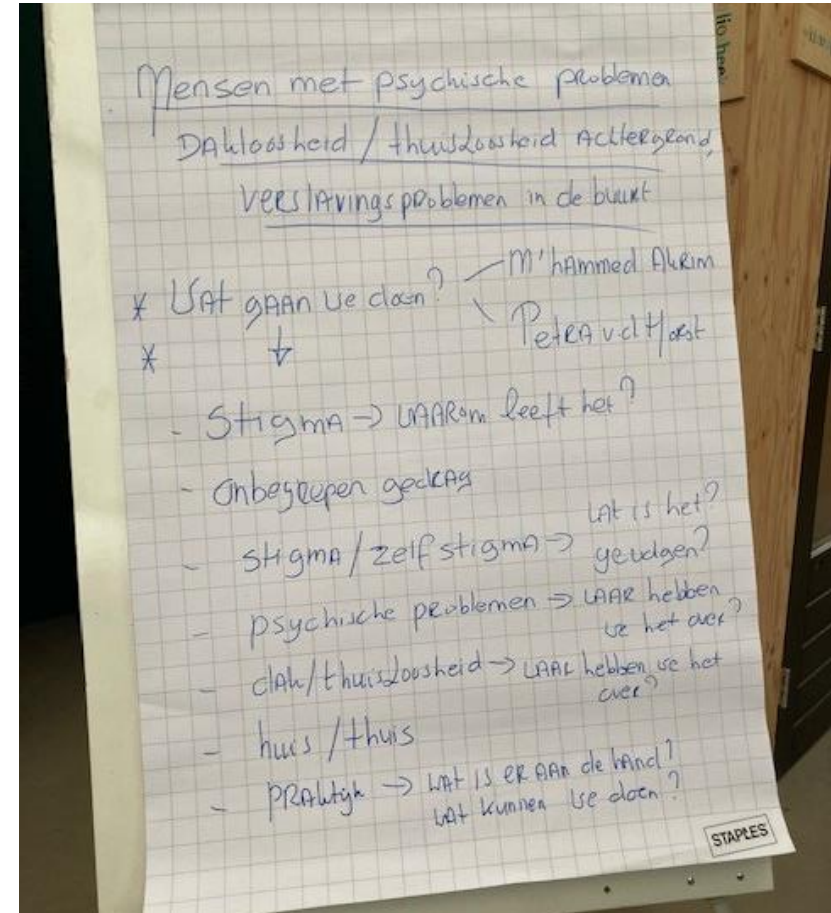 Mensen met psychische problemen
Dakloosheid / thuisloosheid Achtergrond,
verslavingsproblemen in de buurt
* Wat gaan we doen? M'hammed Akrim
* ↓ Petra v.d Horst
- Stigma → waarom leeft het?
- Onbegrepen gedrag
wat is het?
- stigma/zelfstigma → gevolgen?
- psychische problemen → waar hebben
we het over?
- dak/thuisloosheid → waar hebben we het
over?
- huis /thuis
- praktijk → wat is er aan de hand?
wat kunnen we doen?
STAPLES